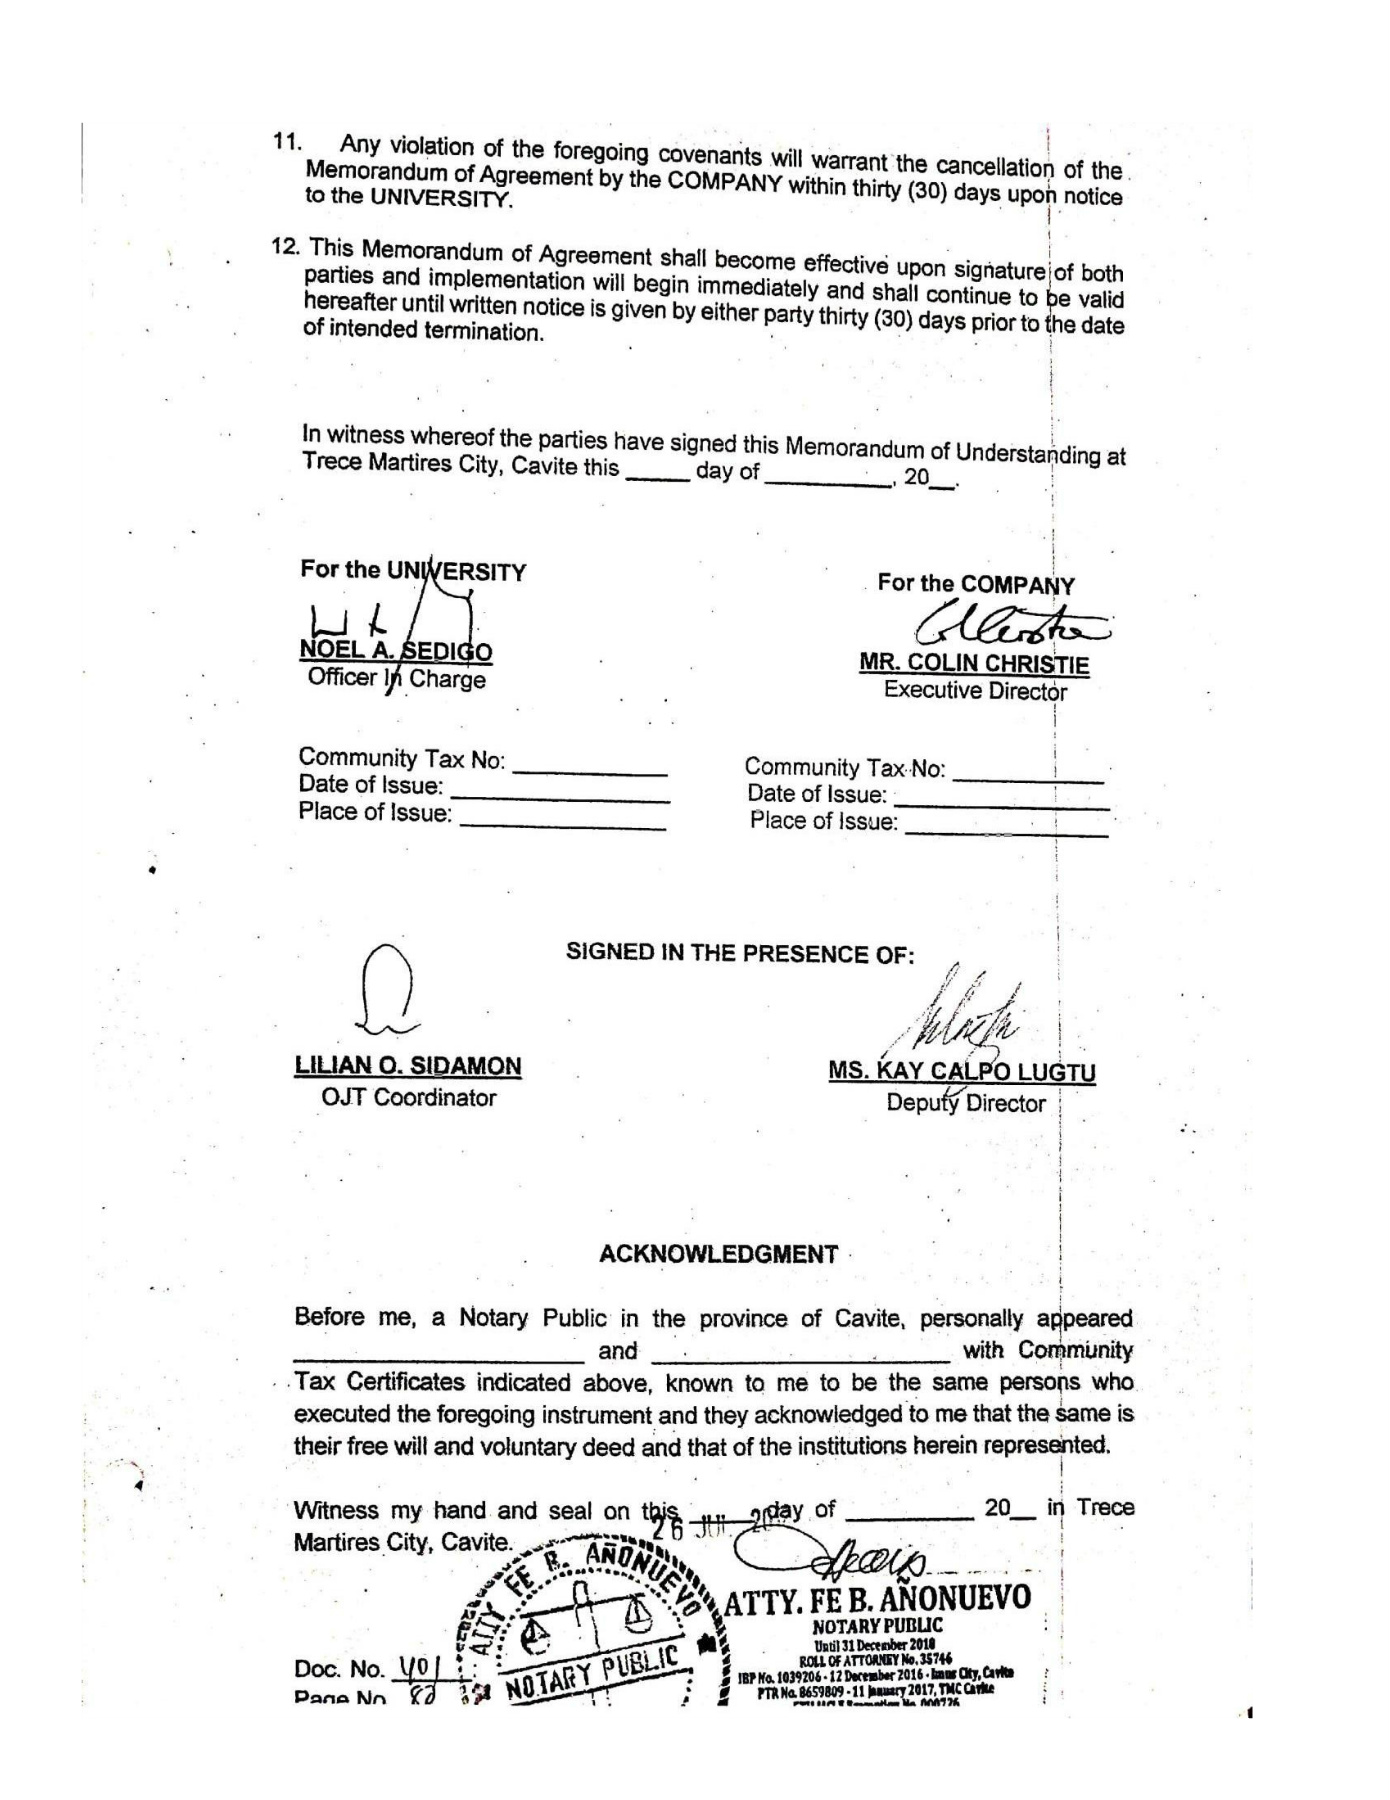 11. Any violation of the foregoing covenants will warrant the cancellation of the
Memorandum of Agreement by the COMPANY within thirty (30) days upon notice
to the UNIVERSITY.
12. This Memorandum of Agreement shall become effective upon signature of both
parties and implementation will begin immediately and shall continue to be valid
hereafter until written notice is given by either party thirty (30) days prior to the date
of intended termination.
In witness whereof the parties have signed this Memorandum of Understanding at
Trece Martires City, Cavite this _____ day of __________, 20__.
For the UNIVERSITY
For the COMPANY
NOEL A. SEDIGO
MR. COLIN CHRISTIE
Officer In Charge
Executive Director
Community Tax No: ____________
Community Tax No: ____________
Date of Issue: _________________
Date of Issue: _________________
Place of Issue: ________________
Place of Issue: ________________
SIGNED IN THE PRESENCE OF:
LILIAN O. SIDAMON
MS. KAY CALPO LUGTU
OJT Coordinator
Deputy Director
ACKNOWLEDGMENT
Before me, a Notary Public in the province of Cavite, personally appeared
_______________________ and _______________________ with Community
Tax Certificates indicated above, known to me to be the same persons who
executed the foregoing instrument and they acknowledged to me that the same is
their free will and voluntary deed and that of the institutions herein represented.
Witness my hand and seal on this day of __________ 20__ in Trece
26
Martires City, Cavite.
ATTY FE B. AÑONUEVO
NOTARY PUBLIC
ATTY. FE B. AÑONUEVO
NOTARY PUBLIC
Until 31 December 2018
ROLL OF ATTORNEY No. 35746
IBP No. 1039206 - 12 December 2016 - Imus City, Cavite
PTR No. 8659809 - 11 January 2017, TMC Cavite
Doc. No. 401
Page No 82